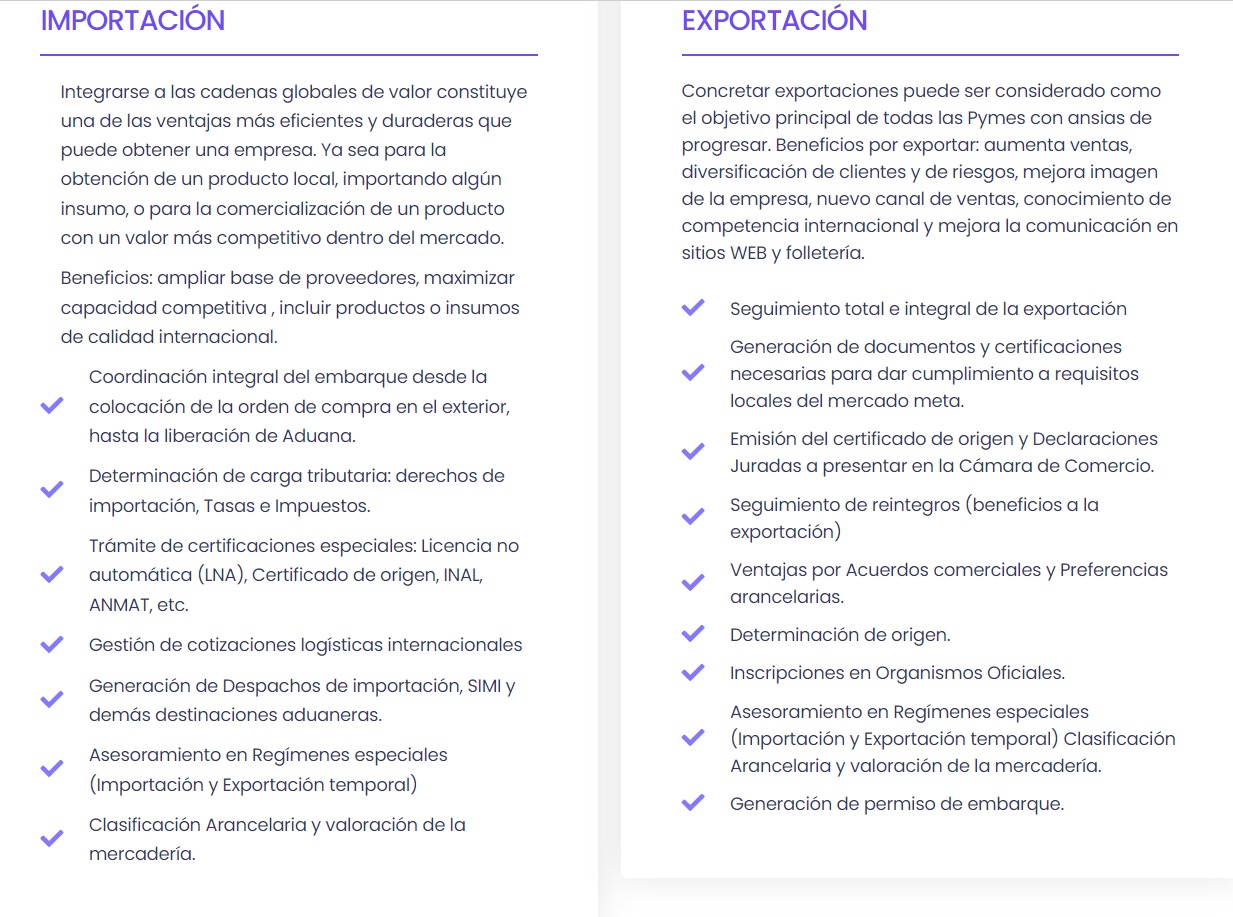 IMPORTACIÓN
Integrarse a las cadenas globales de valor constituye
una de las ventajas más eficientes y duraderas que
puede obtener una empresa. Ya sea para la
obtención de un producto local, importando algún
insumo, o para la comercialización de un producto
con un valor más competitivo dentro del mercado.
Beneficios: ampliar base de proveedores, maximizar
capacidad competitiva , incluir productos o insumos
de calidad internacional.
Coordinación integral del embarque desde la
colocación de la orden de compra en el exterior,
hasta la liberación de Aduana.
Determinación de carga tributaria: derechos de
importación, Tasas e Impuestos.
Trámite de certificaciones especiales: Licencia no
automática (LNA), Certificado de origen, INAL,
ANMAT, etc.
Gestión de cotizaciones logísticas internacionales
Generación de Despachos de importación, SIMI y
demás destinaciones aduaneras.
Asesoramiento en Regímenes especiales
(Importación y Exportación temporal)
Clasificación Arancelaria y valoración de la
mercadería.
EXPORTACIÓN
Concretar exportaciones puede ser considerado como
el objetivo principal de todas las Pymes con ansias de
progresar. Beneficios por exportar: aumenta ventas,
diversificación de clientes y de riesgos, mejora imagen
de la empresa, nuevo canal de ventas, conocimiento de
competencia internacional y mejora la comunicación en
sitios WEB y folletería.
Seguimiento total e integral de la exportación
Generación de documentos y certificaciones
necesarias para dar cumplimiento a requisitos
locales del mercado meta.
Emisión del certificado de origen y Declaraciones
Juradas a presentar en la Cámara de Comercio.
Seguimiento de reintegros (beneficios a la
exportación)
Ventajas por Acuerdos comerciales y Preferencias
arancelarias.
Determinación de origen.
Inscripciones en Organismos Oficiales.
Asesoramiento en Regímenes especiales
(Importación y Exportación temporal) Clasificación
Arancelaria y valoración de la mercadería.
Generación de permiso de embarque.